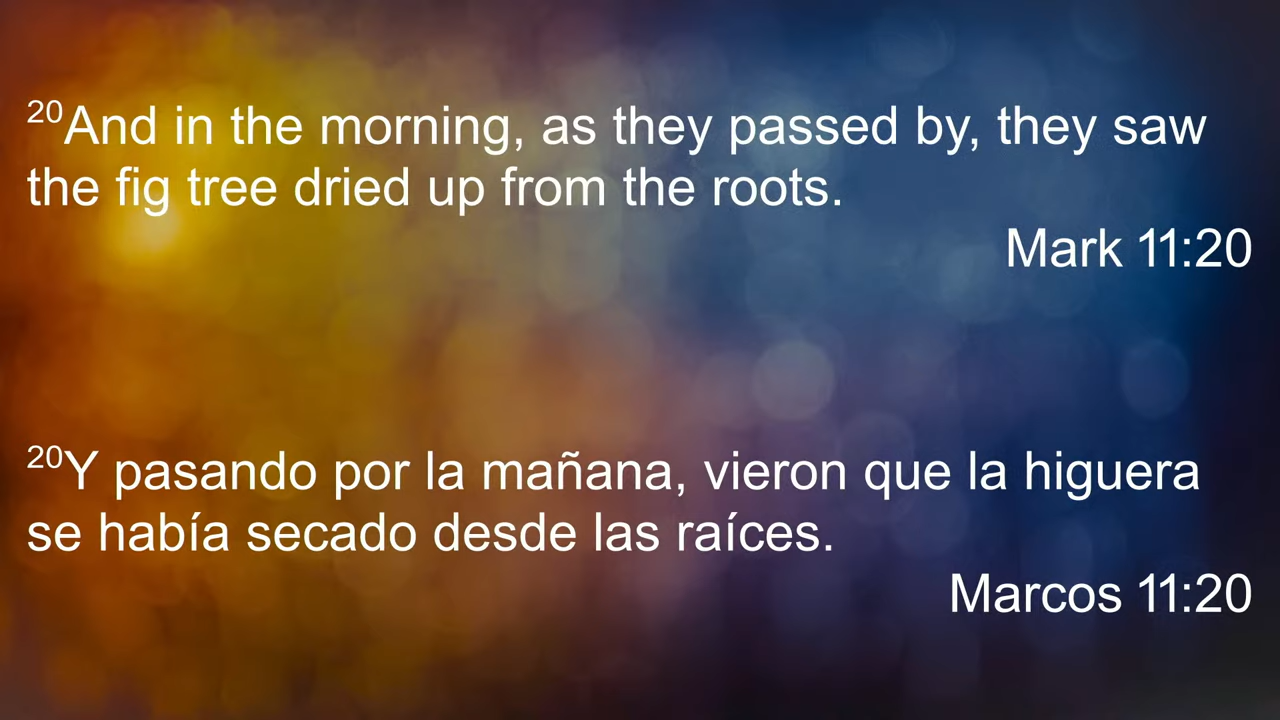 20And in the morning, as they passed by, they saw
the fig tree dried up from the roots.
Mark 11:20
20Y pasando por la mañana, vieron que la higuera
se había secado desde las raíces.
Marcos 11:20